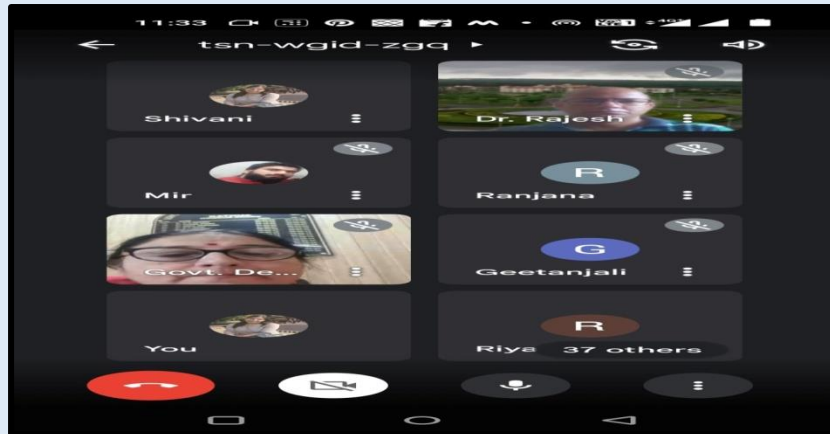 11:33
tsn-wgid-zgq
Shivani
Dr. Rajesh
Mir
R
Ranjana
Govt. De...
G
Geetanjali
You
R
Riya
37 others